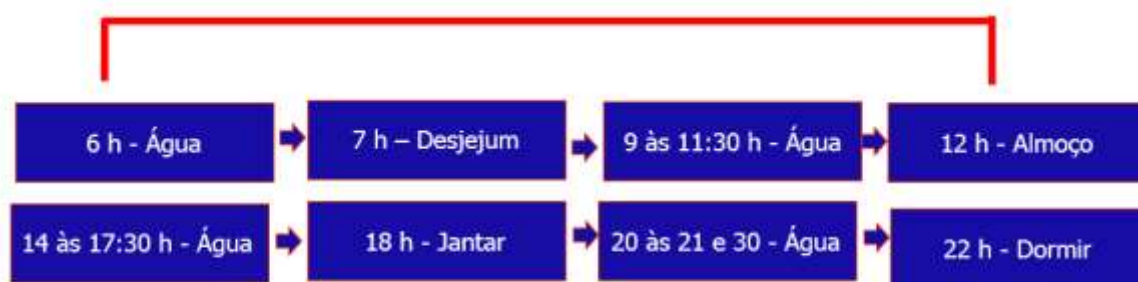 6 h - Água
7 h – Desjejum
9 às 11:30 h - Água
12 h - Almoço
14 às 17:30 h - Água
18 h - Jantar
20 às 21 e 30 - Água
22 h - Dormir